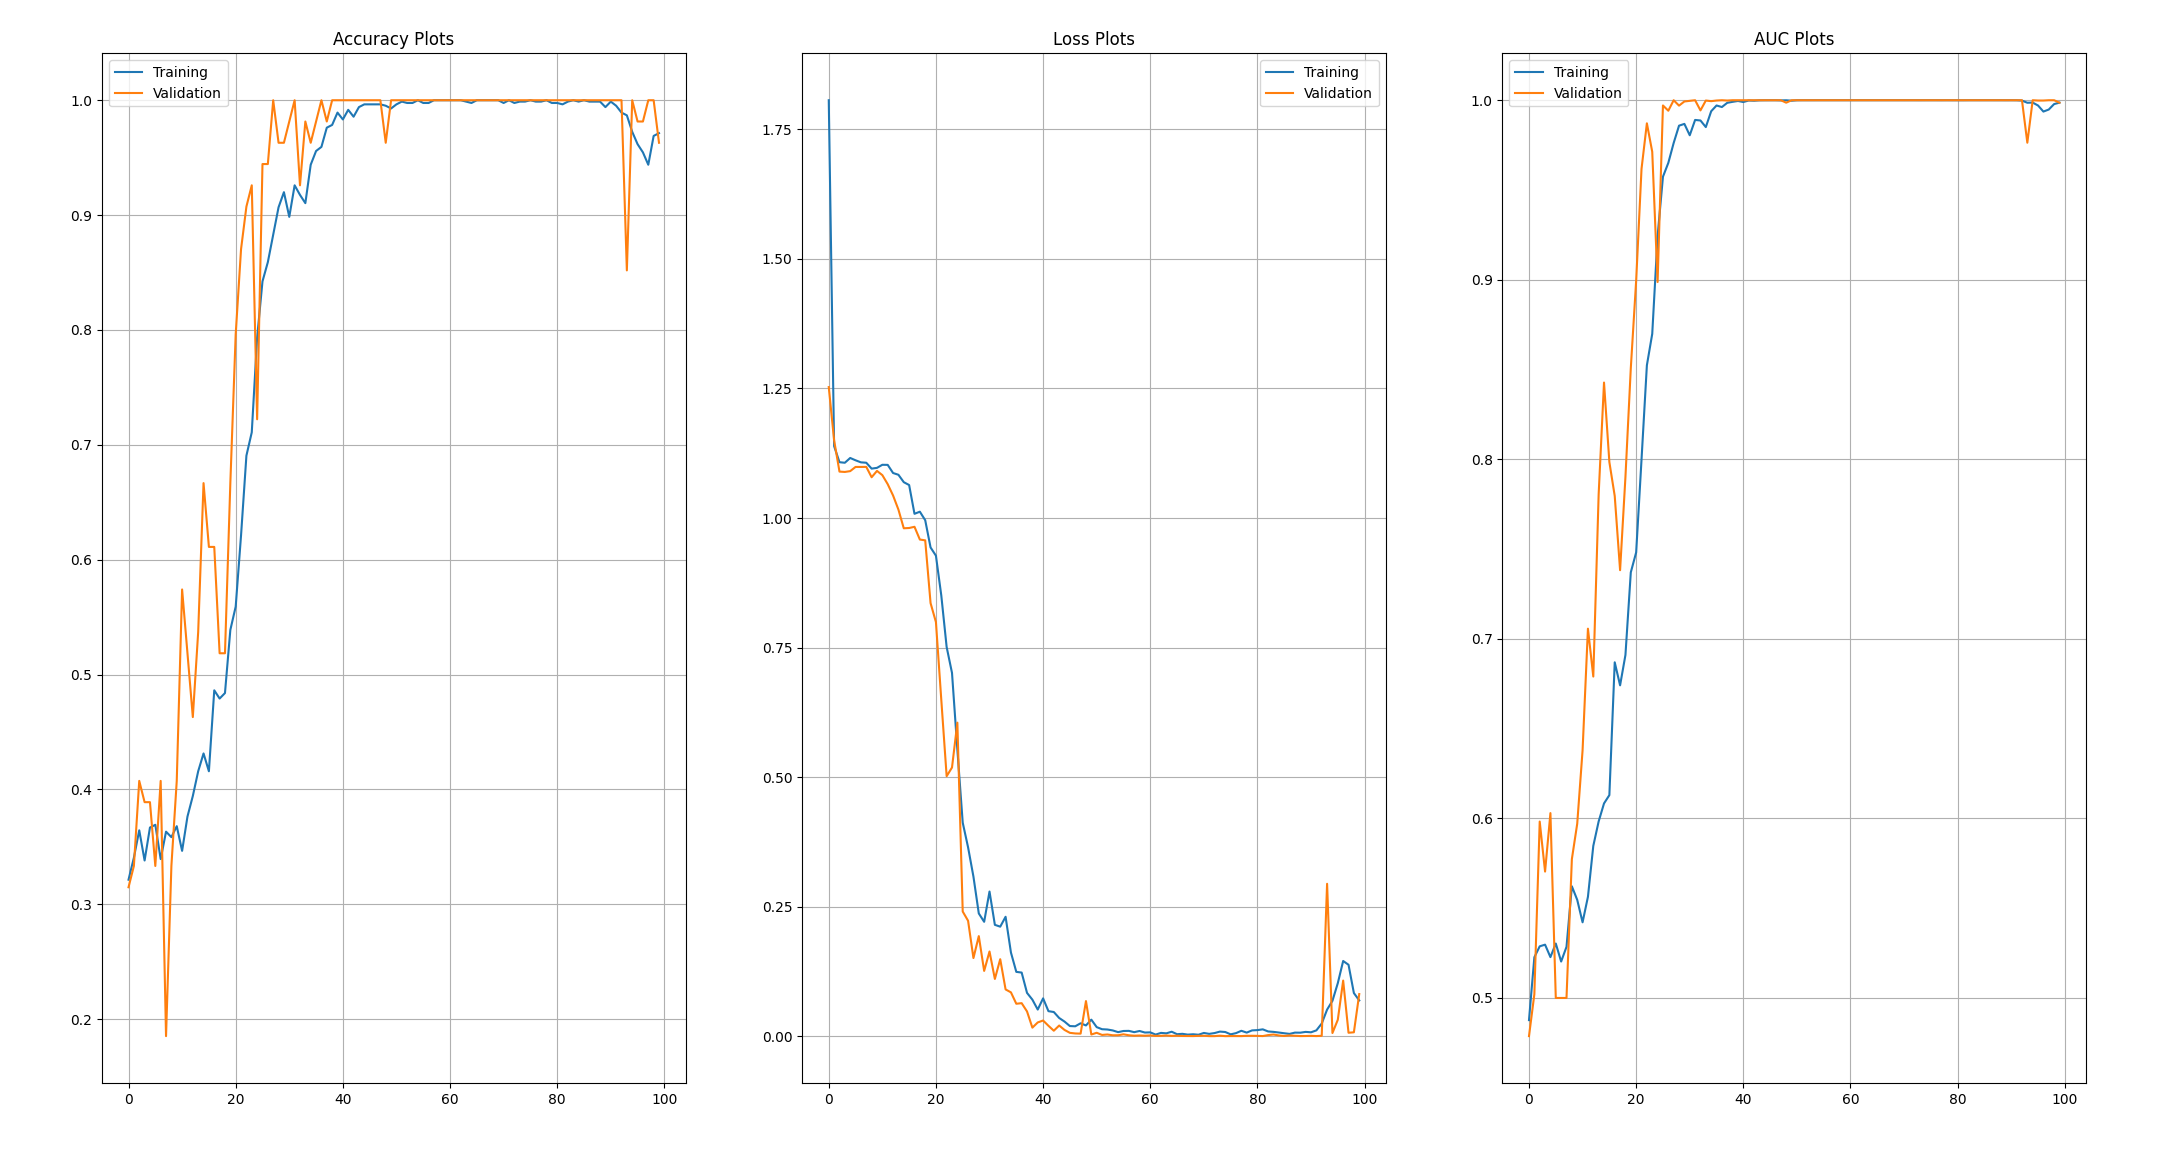 Accuracy Plots
Training
Validation
1.0
0.9
0.8
0.7
0.6
0.5
0.4
0.3
0.2
0 20 40 60 80 100
Loss Plots
Training
Validation
1.75
1.50
1.25
1.00
0.75
0.50
0.25
0.00
0 20 40 60 80 100
AUC Plots
Training
Validation
1.0
0.9
0.8
0.7
0.6
0.5
0 20 40 60 80 100